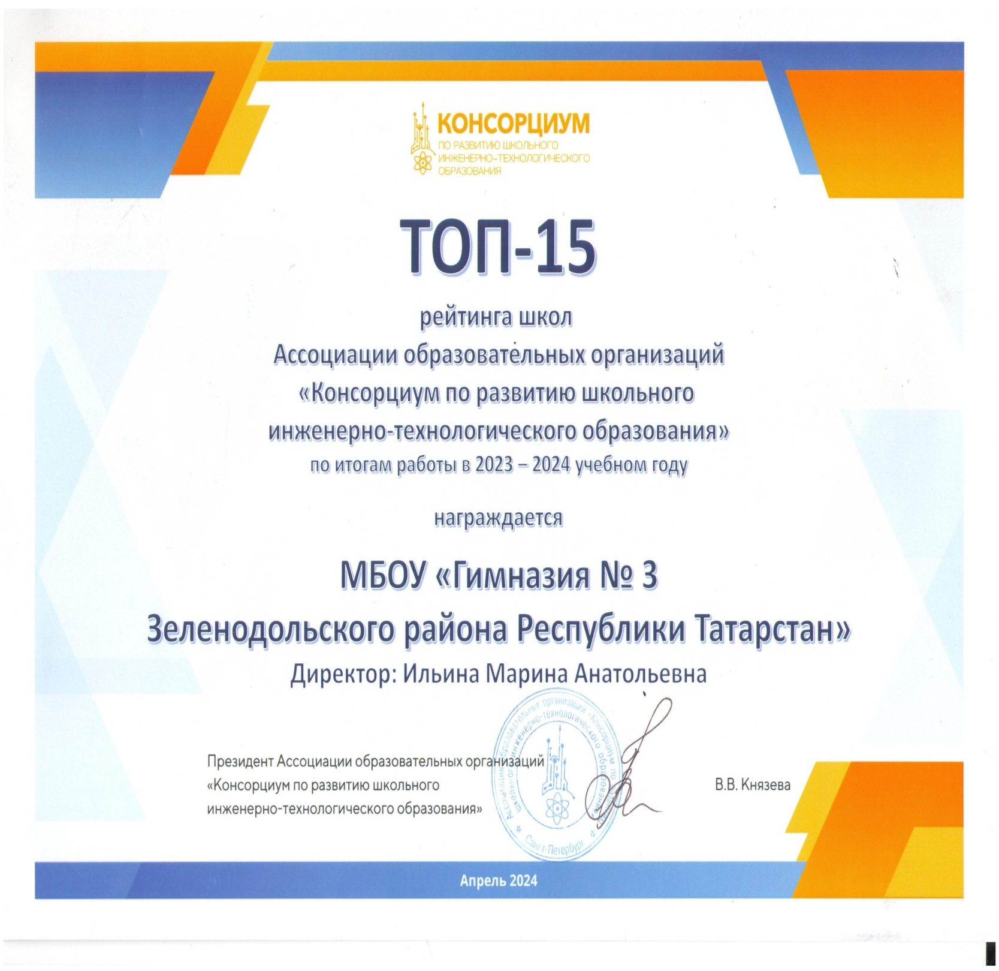 КОНСОРЦИУМ
ПО РАЗВИТИЮ ШКОЛЬНОГО
ИНЖЕНЕРНО-ТЕХНОЛОГИЧЕСКОГО
ОБРАЗОВАНИЯ
ТОП-15
рейтинга школ
Ассоциации образовательных организаций
«Консорциум по развитию школьного
инженерно-технологического образования»
по итогам работы в 2023 – 2024 учебном году
награждается
МБОУ «Гимназия № 3
Зеленодольского района Республики Татарстан»
Директор: Ильина Марина Анатольевна
Президент Ассоциации образовательных организаций
«Консорциум по развитию школьного
инженерно-технологического образования»
В.В. Князева
Ассоциация образовательных организаций «Консорциум по развитию
школьного инженерно-технологического образования»
Санкт-Петербург
Апрель 2024